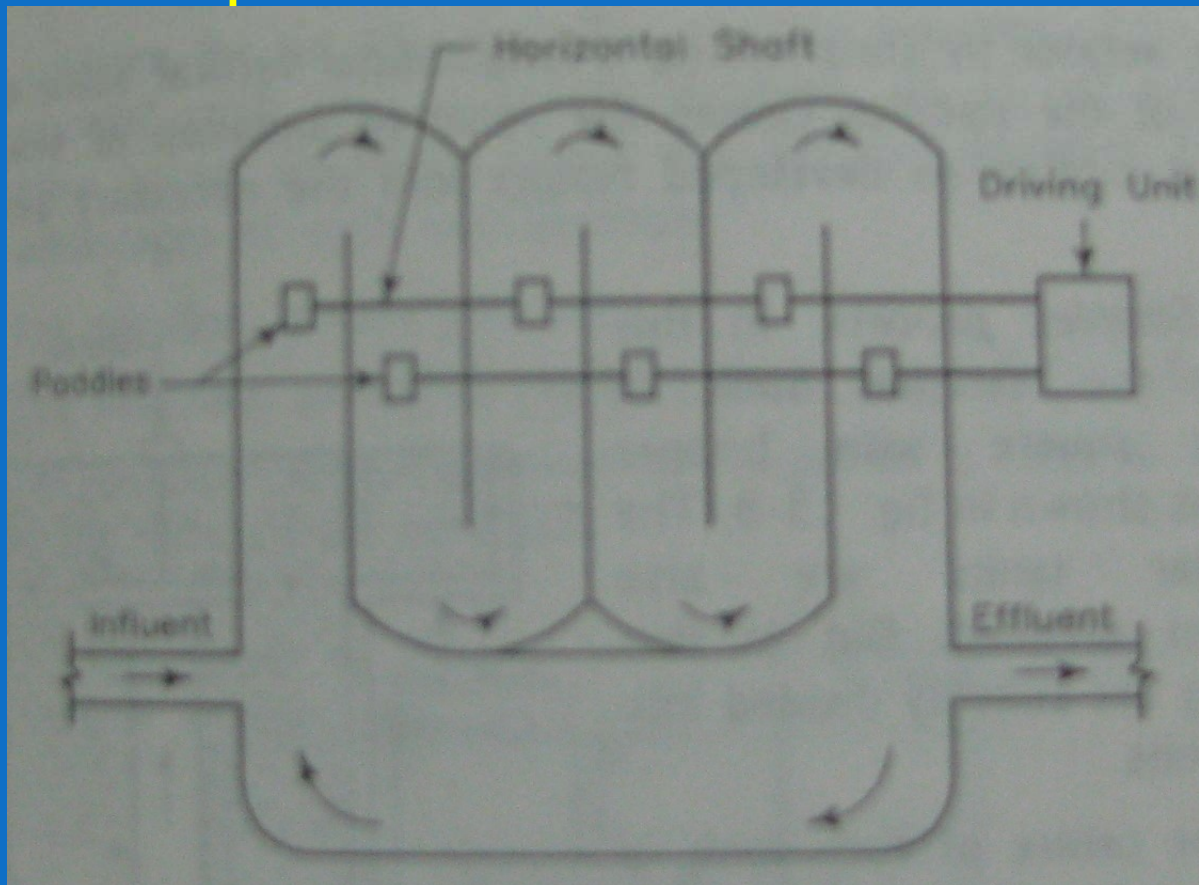 Horizontal Shaft
Driving Unit
Paddles
Influent
Effluent